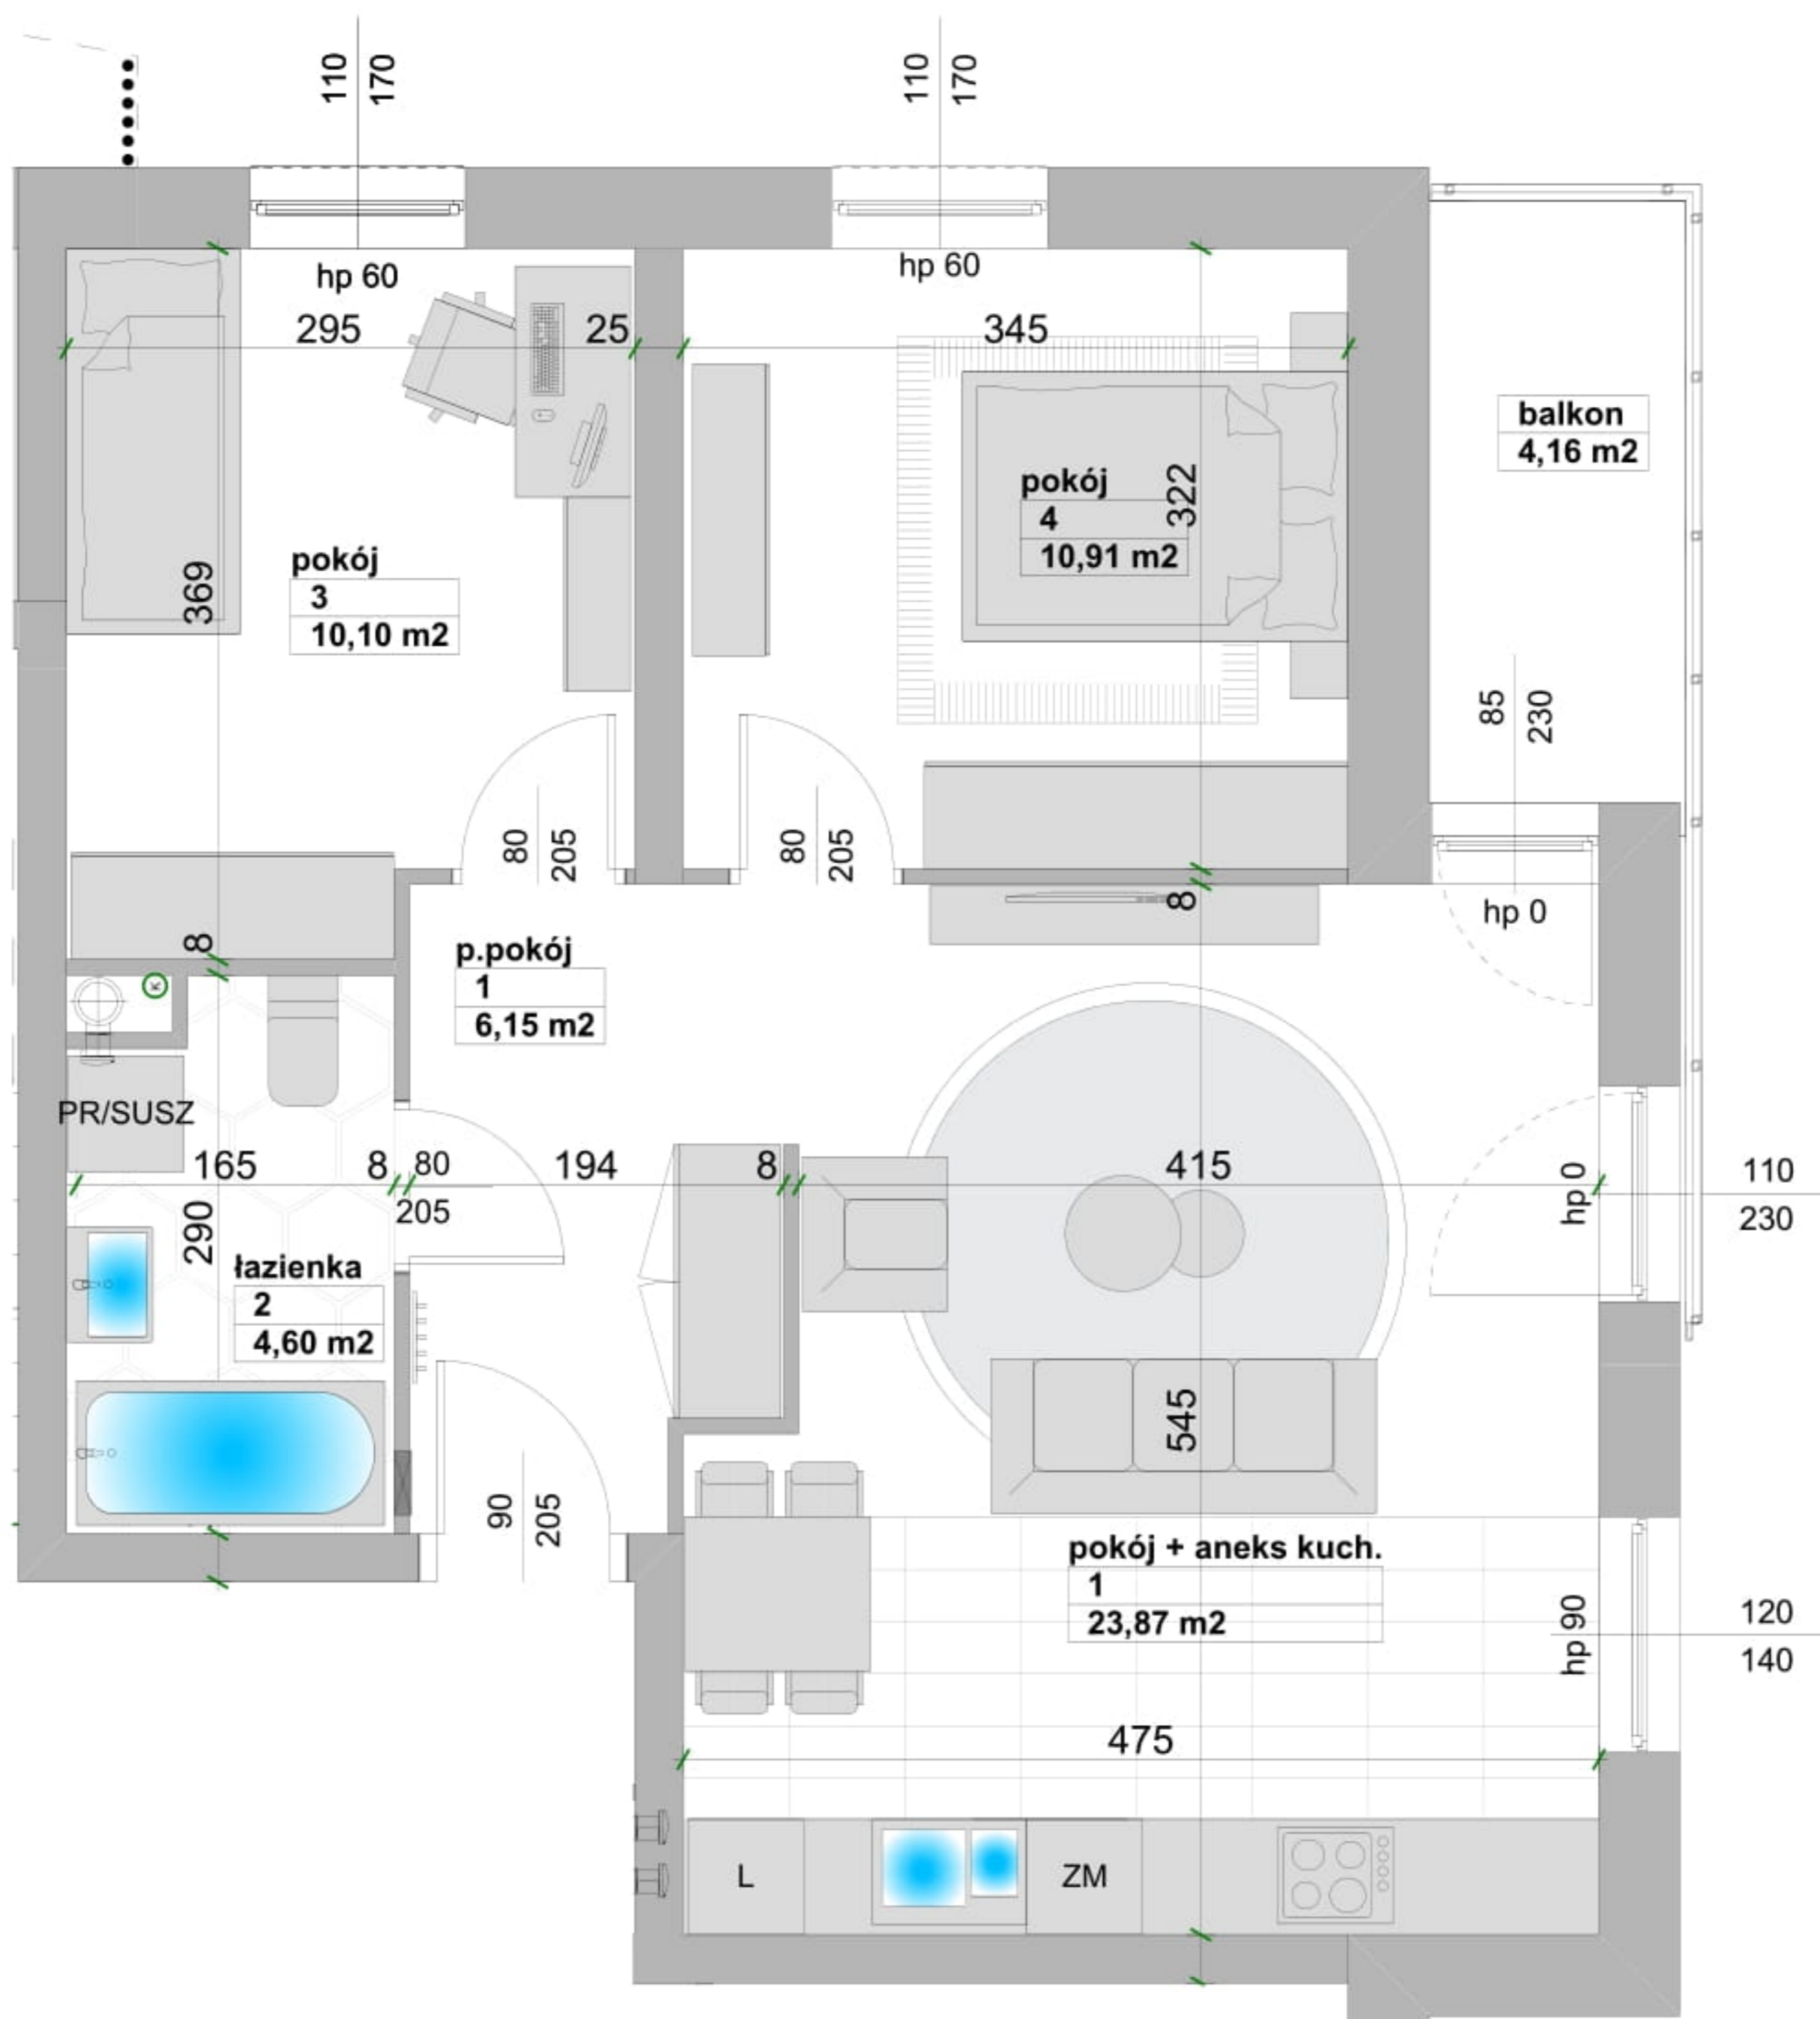 110
170
110
170
hp 60
hp 60
295
25
345
balkon
4,16 m2
pokój
4
10,91 m2
322
pokój
3
10,10 m2
369
85
230
80
205
80
205
8
8
hp 0
p.pokój
1
6,15 m2
K
PR/SUSZ
165
8
80
205
194
8
415
hp 0
110
230
290
łazienka
2
4,60 m2
545
90
205
pokój + aneks kuch.
1
23,87 m2
hp 90
120
140
475
L
ZM